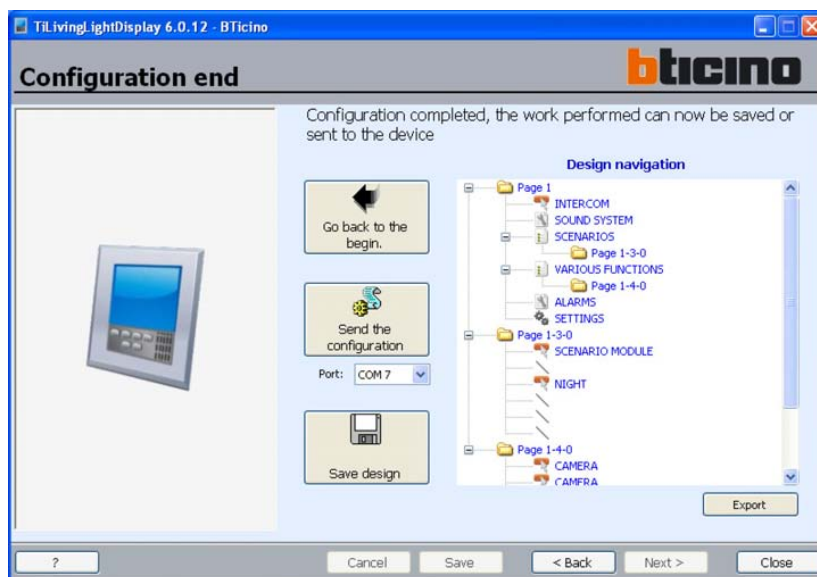 TiLivingLightDisplay 6.0.12 - BTicino
Configuration end
bticino
Configuration completed, the work performed can now be saved or
sent to the device
Design navigation
Go back to the
begin.
Send the
configuration
Port: COM 7
Save design
Page 1
INTERCOM
SOUND SYSTEM
SCENARIOS
Page 1-3-0
VARIOUS FUNCTIONS
Page 1-4-0
ALARMS
SETTINGS
Page 1-3-0
SCENARIO MODULE
NIGHT
Page 1-4-0
CAMERA
CAMERA
Export
?
Cancel
Save
< Back
Next >
Close